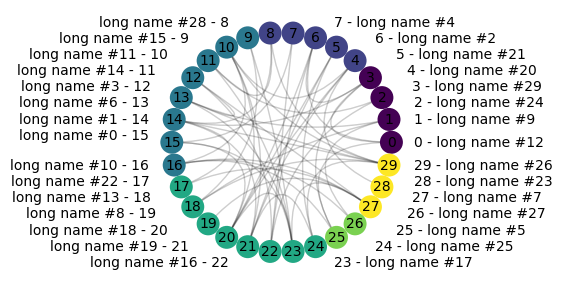 long name #28 - 8
7 - long name #4
long name #15 - 9
6 - long name #2
long name #11 - 10
5 - long name #21
long name #14 - 11
4 - long name #20
long name #3 - 12
3 - long name #29
long name #6 - 13
2 - long name #24
long name #1 - 14
1 - long name #9
long name #0 - 15
0 - long name #12
long name #10 - 16
29 - long name #26
long name #22 - 17
28 - long name #23
long name #13 - 18
27 - long name #7
long name #8 - 19
26 - long name #27
long name #18 - 20
25 - long name #5
long name #19 - 21
24 - long name #25
long name #16 - 22
23 - long name #17
0
1
2
3
4
5
6
7
8
9
10
11
12
13
14
15
16
17
18
19
20
21
22
23
24
25
26
27
28
29